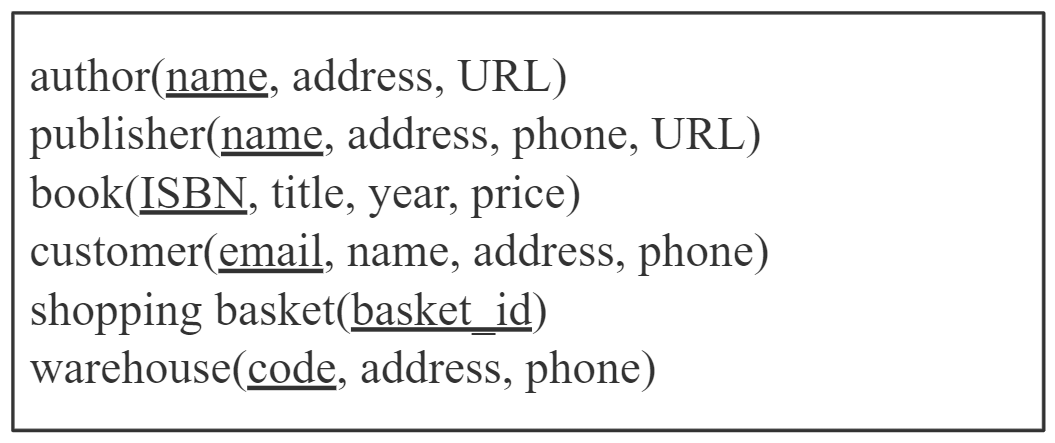 author(name, address, URL)
publisher(name, address, phone, URL)
book(ISBN, title, year, price)
customer(email, name, address, phone)
shopping basket(basket_id)
warehouse(code, address, phone)